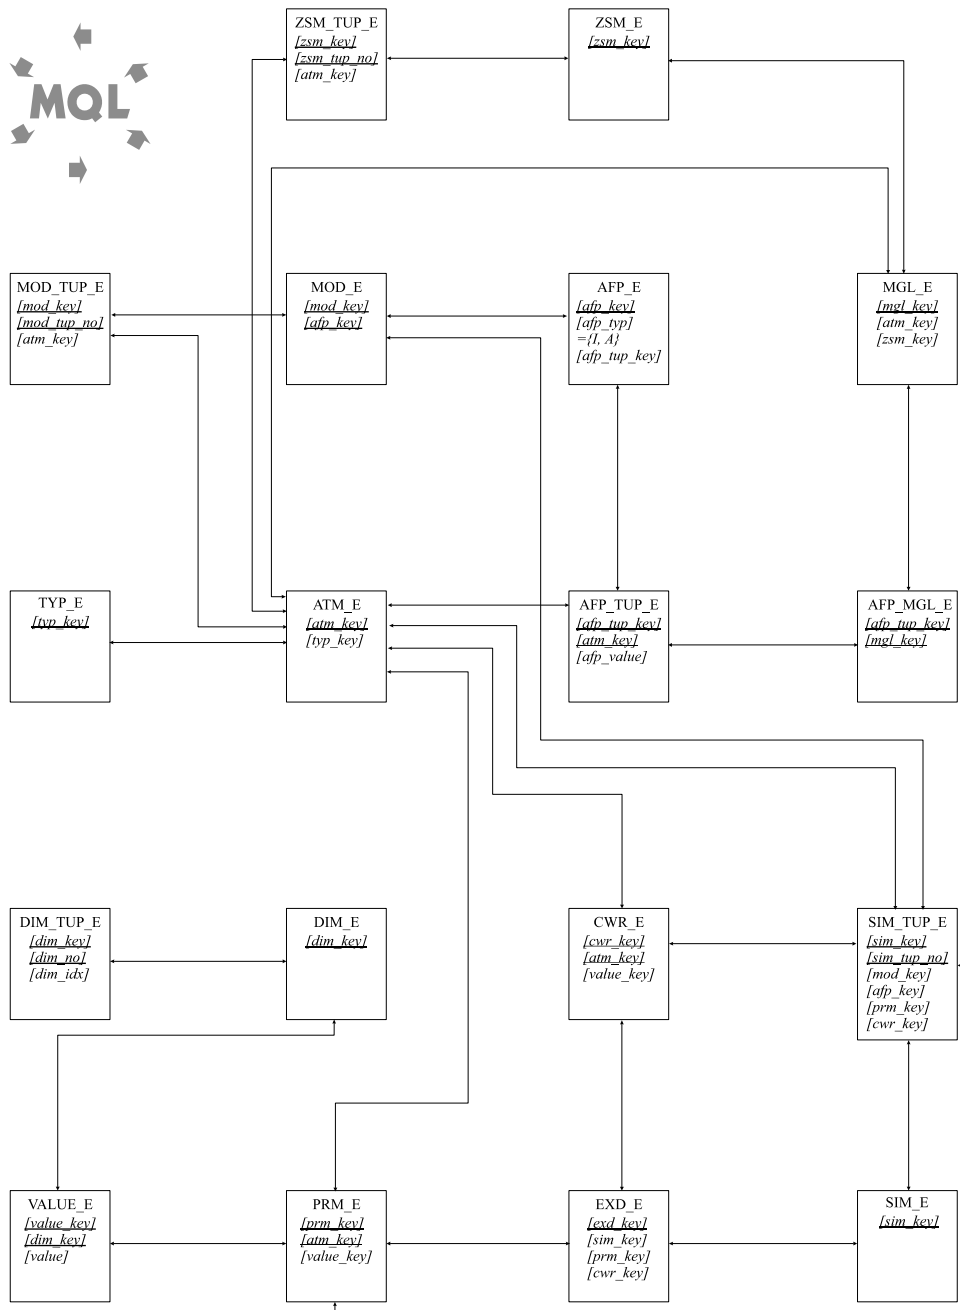 MQL
ZSM_TUP_E
[zsm_key]
[zsm_tup_no]
[atm_key]
ZSM_E
[zsm_key]
MOD_TUP_E
[mod_key]
[mod_tup_no]
[atm_key]
MOD_E
[mod_key]
[afp_key]
AFP_E
[afp_key]
[afp_typ]
={I, A}
[afp_tup_key]
MGL_E
[mgl_key]
[atm_key]
[zsm_key]
TYP_E
[typ_key]
ATM_E
[atm_key]
[typ_key]
AFP_TUP_E
[afp_tup_key]
[atm_key]
[afp_value]
AFP_MGL_E
[afp_tup_key]
[mgl_key]
DIM_TUP_E
[dim_key]
[dim_no]
[dim_idx]
DIM_E
[dim_key]
CWR_E
[cwr_key]
[atm_key]
[value_key]
SIM_TUP_E
[sim_key]
[sim_tup_no]
[mod_key]
[afp_key]
[prm_key]
[cwr_key]
VALUE_E
[value_key]
[dim_key]
[value]
PRM_E
[prm_key]
[atm_key]
[value_key]
EXD_E
[exd_key]
[sim_key]
[prm_key]
[cwr_key]
SIM_E
[sim_key]